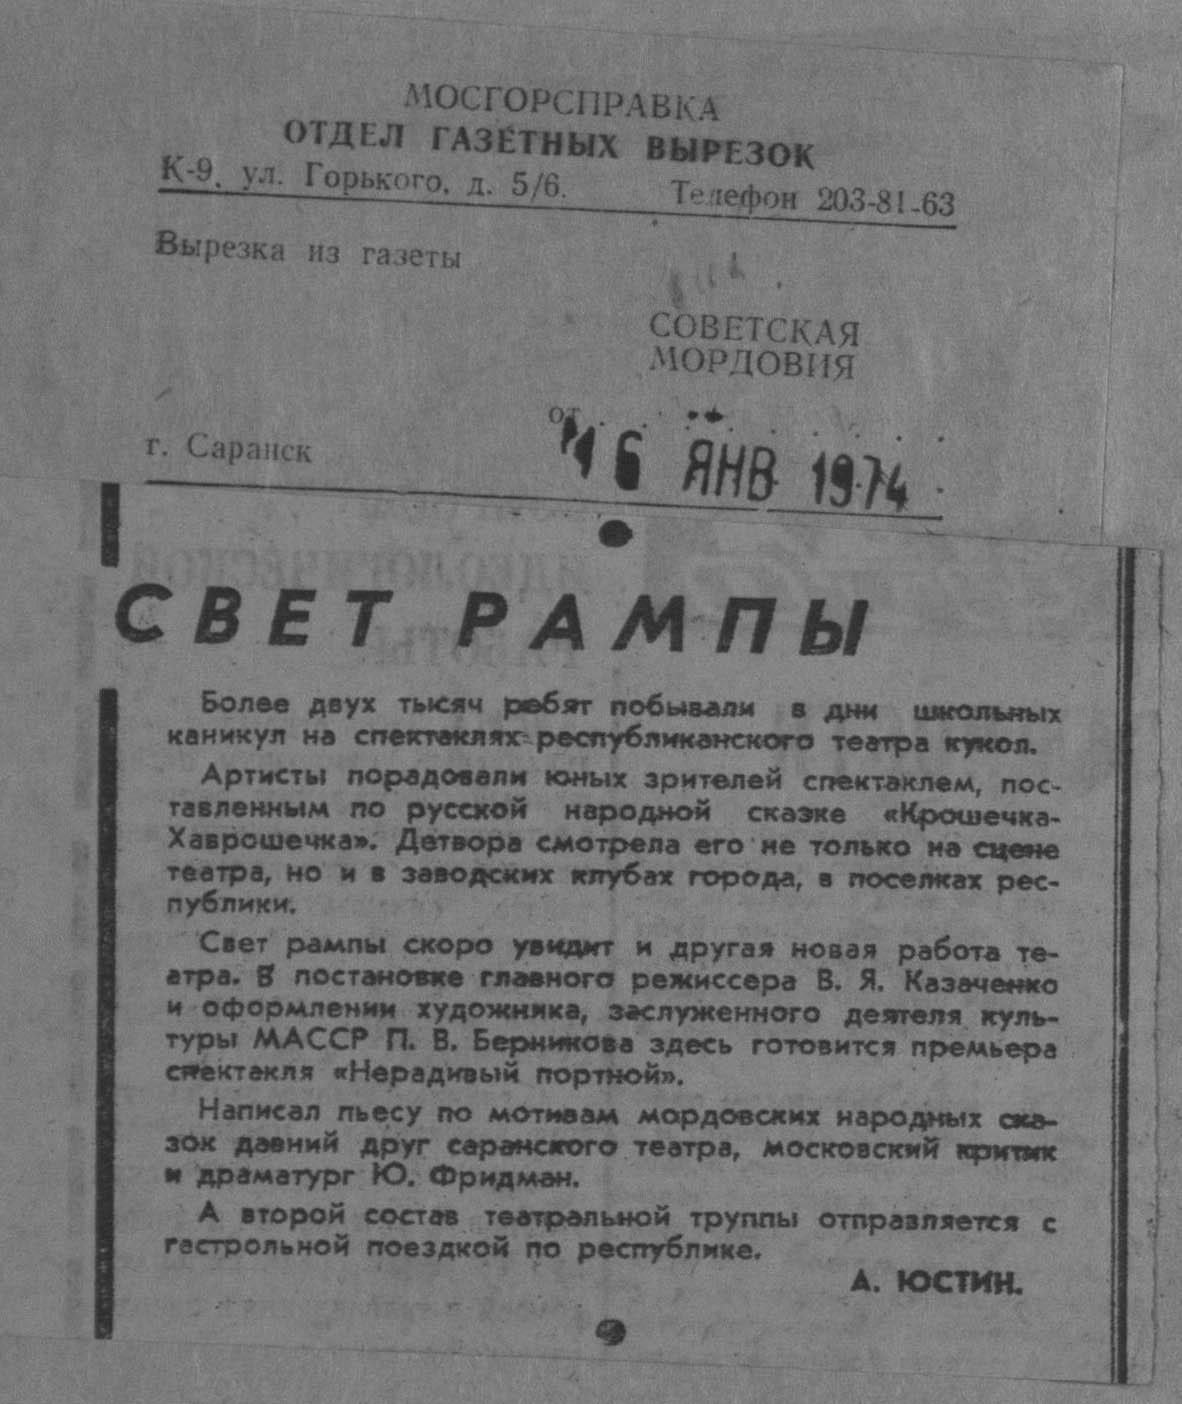 МОСГОРСПРАВКА
ОТДЕЛ ГАЗЕТНЫХ ВЫРЕЗОК
К-9, ул. Горького, д. 5/6. Телефон 203-81-63
Вырезка из газеты
СОВЕТСКАЯ
МОРДОВИЯ
от
16 ЯНВ 1974
г. Саранск
СВЕТ РАМПЫ
Более двух тысяч ребят побывали в дни школьных
каникул на спектаклях республиканского театра кукол.
Артисты порадовали юных зрителей спектаклем, пос-
тавленным по русской народной сказке «Крошечка-
Хаврошечка». Детвора смотрела его не только на сцене
театра, но и в заводских клубах города, в поселках рес-
публики.
Свет рампы скоро увидит и другая новая работа те-
атра. В постановке главного режиссера В. Я. Казаченко
и оформлении художника, заслуженного деятеля куль-
туры МАССР П. В. Берникова здесь готовится премьера
спектакля «Нерадивый портной».
Написал пьесу по мотивам мордовских народных ска-
зок давний друг саранского театра, московский критик
и драматург Ю. Фридман.
А второй состав театральной труппы отправляется с
гастрольной поездкой по республике.
А. ЮСТИН.